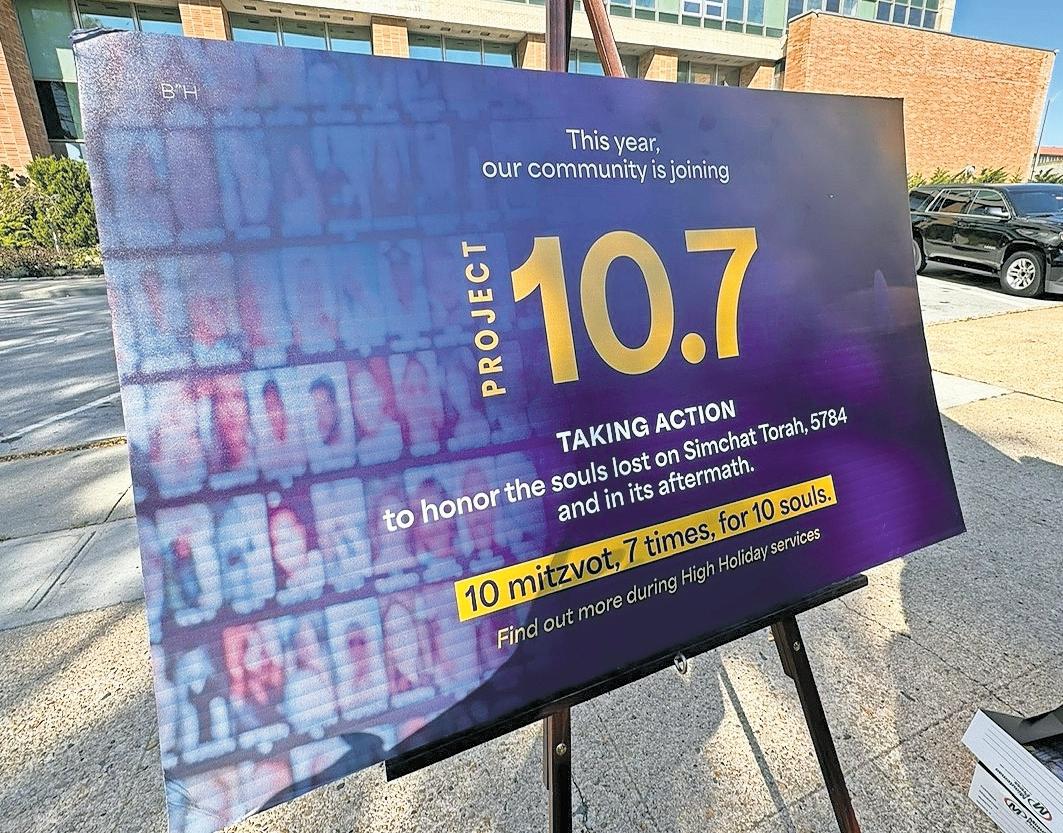 B"H
This year,
our community is joining
PROJECT
10.7
TAKING ACTION
to honor the souls lost on Simchat Torah, 5784
and in its aftermath.
10 mitzvot, 7 times, for 10 souls.
Find out more during High Holiday services